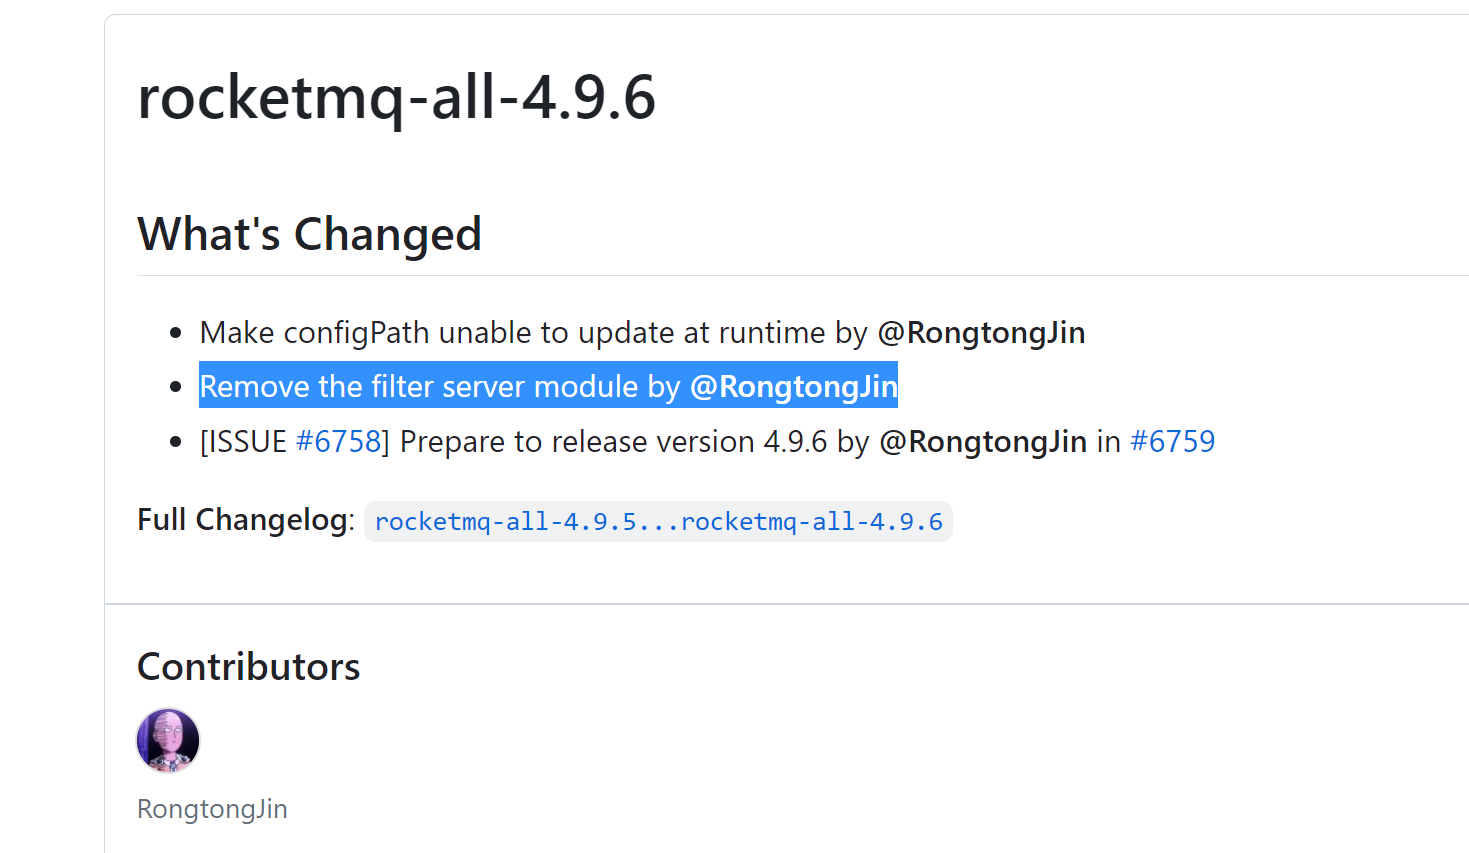 rocketmq-all-4.9.6
What's Changed
Make configPath unable to update at runtime by @RongtongJin
Remove the filter server module by @RongtongJin
[ISSUE #6758] Prepare to release version 4.9.6 by @RongtongJin in #6759
Full Changelog: rocketmq-all-4.9.5...rocketmq-all-4.9.6
Contributors
RongtongJin